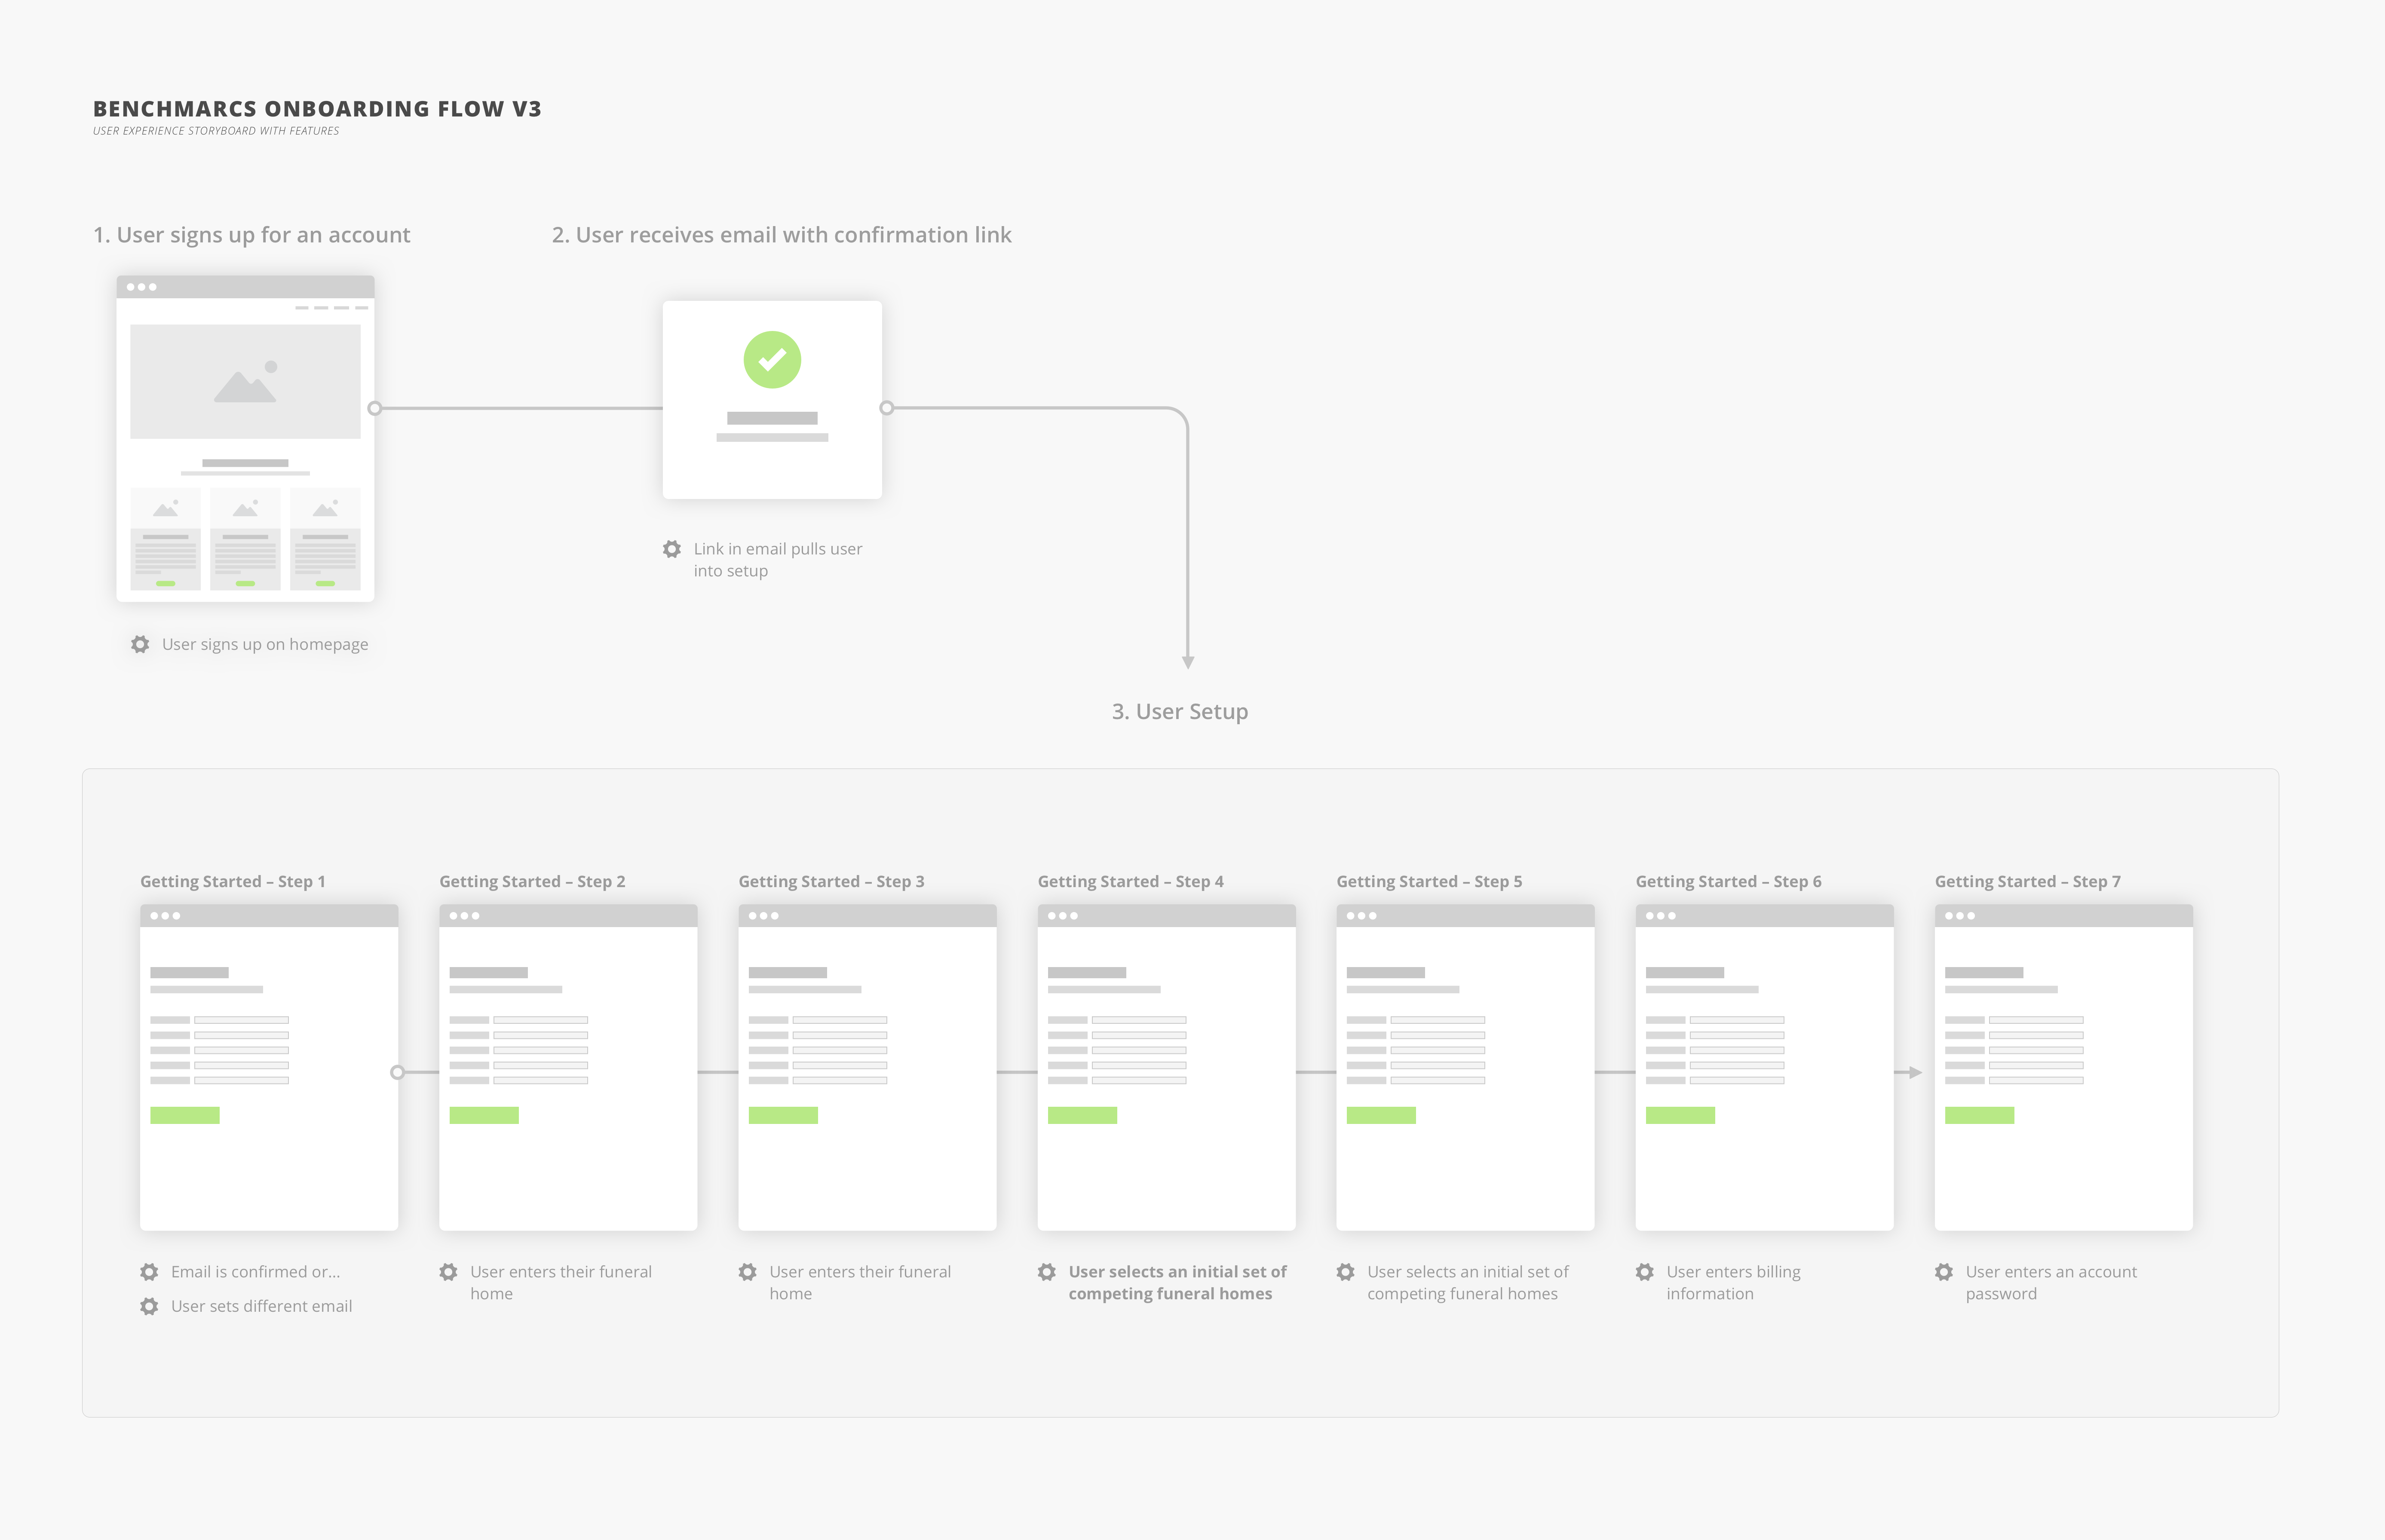 BENCHMARCS ONBOARDING FLOW V3
USER EXPERIENCE STORYBOARD WITH FEATURES
1. User signs up for an account
2. User receives email with confirmation link
Link in email pulls user
into setup
User signs up on homepage
3. User Setup
Getting Started – Step 1
Getting Started – Step 2
Getting Started – Step 3
Getting Started – Step 4
Getting Started – Step 5
Getting Started – Step 6
Getting Started – Step 7
Email is confirmed or...
User sets different email
User enters their funeral
home
User enters their funeral
home
User selects an initial set of
competing funeral homes
User selects an initial set of
competing funeral homes
User enters billing
information
User enters an account
password